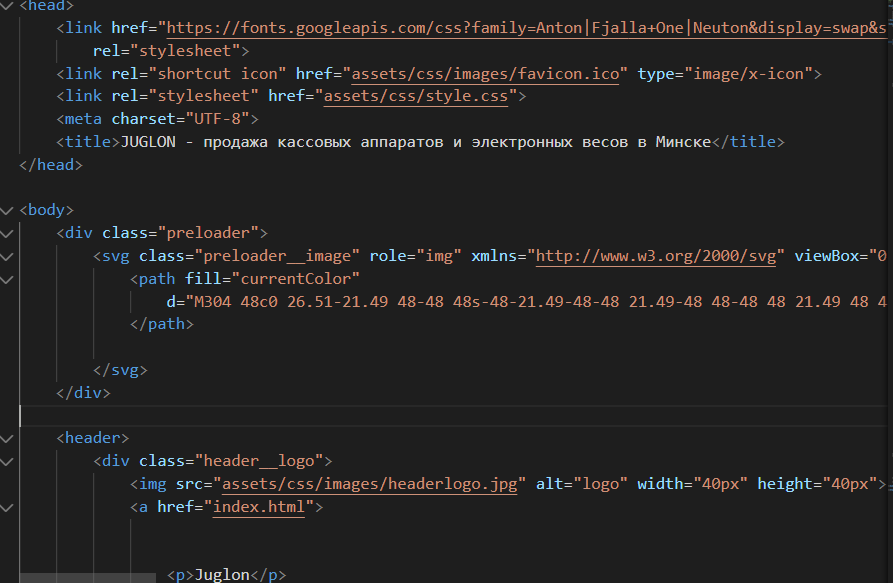 <head>
<link href="https://fonts.googleapis.com/css?family=Anton|Fjalla+One|Neuton&display=swap&s
rel="stylesheet">
<link rel="shortcut icon" href="assets/css/images/favicon.ico" type="image/x-icon">
<link rel="stylesheet" href="assets/css/style.css">
<meta charset="UTF-8">
<title>JUGLON - продажа кассовых аппаратов и электронных весов в Минске</title>
</head>
<body>
<div class="preloader">
<svg class="preloader__image" role="img" xmlns="http://www.w3.org/2000/svg" viewBox="0
<path fill="currentColor"
d="M304 48c0 26.51-21.49 48-48 48s-48-21.49-48-48 21.49-48 48-48 48 21.49 48 4
</path>
</svg>
</div>
<header>
<div class="header__logo">
<img src="assets/css/images/headerlogo.jpg" alt="logo" width="40px" height="40px">
<a href="index.html">
<p>Juglon</p>